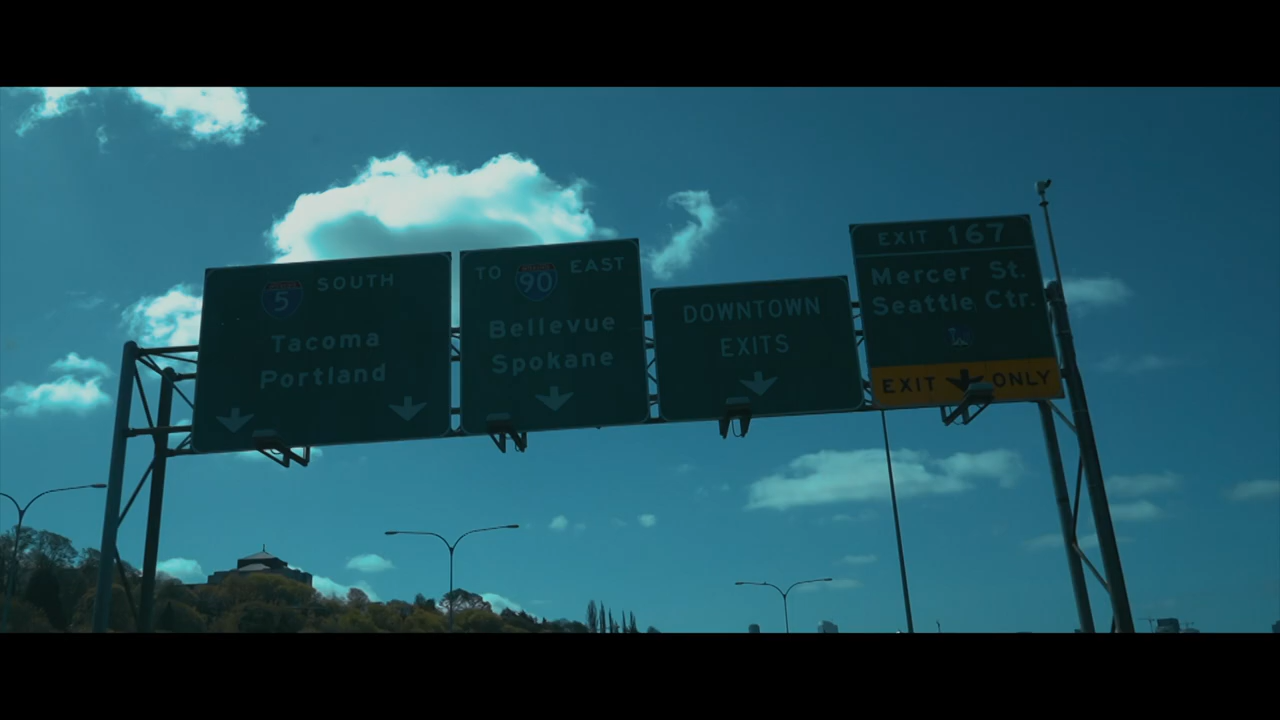 5 SOUTH
Tacoma
Portland
TO 90 EAST
Bellevue
Spokane
DOWNTOWN
EXITS
EXIT 167
Mercer St.
Seattle Ctr.
EXIT ONLY